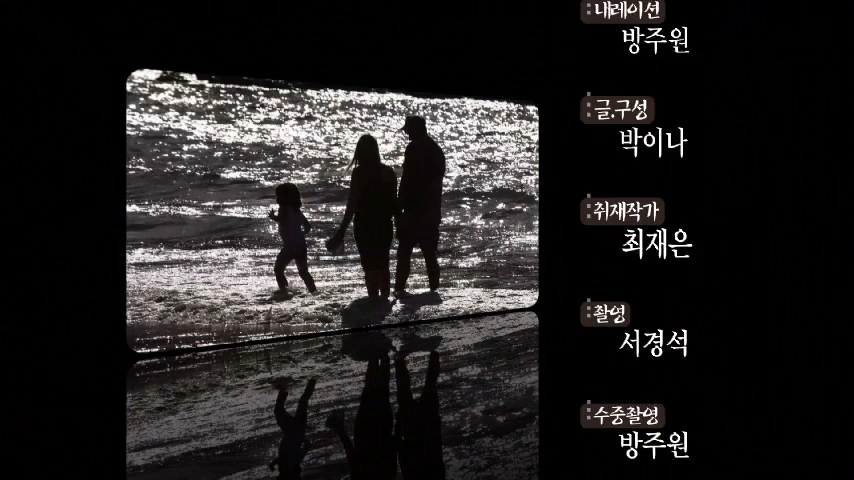 내레이션
방주원
글.구성
박이나
취재작가
최재은
촬영
서경석
수중촬영
방주원